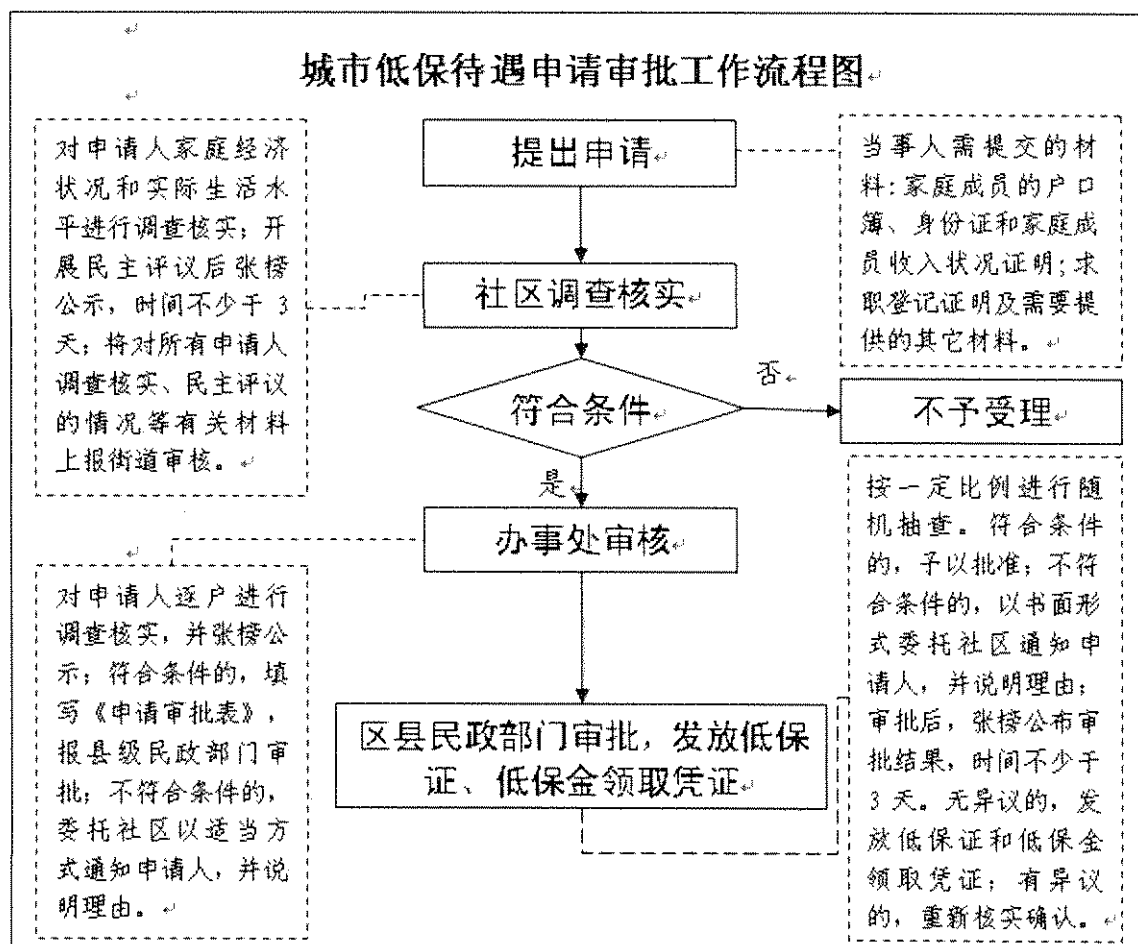 城市低保待遇申请审批工作流程图
提出申请
当事人需提交的材
料:家庭成员的户口
簿、身份证和家庭成
员收入状况证明;求
职登记证明及需要提
供的其它材料。
对申请人家庭经济
状况和实际生活水
平进行调查核实；开
展民主评议后张榜
公示，时间不少于 3
天；将对所有申请人
调查核实、民主评议
的情况等有关材料
上报街道审核。
社区调查核实
符合条件
否
不予受理
是
办事处审核
对申请人逐户进行
调查核实，并张榜公
示；符合条件的，填
写《申请审批表》，
报县级民政部门审
批；不符合条件的，
委托社区以适当方
式通知申请人，并说
明理由。
区县民政部门审批，发放低保
证、低保金领取凭证
按一定比例进行随
机抽查。符合条件
的，予以批准；不符
合条件的，以书面形
式委托社区通知申
请人，并说明理由；
审批后，张榜公布审
批结果，时间不少于
3 天。无异议的，发
放低保证和低保金
领取凭证；有异议
的，重新核实确认。